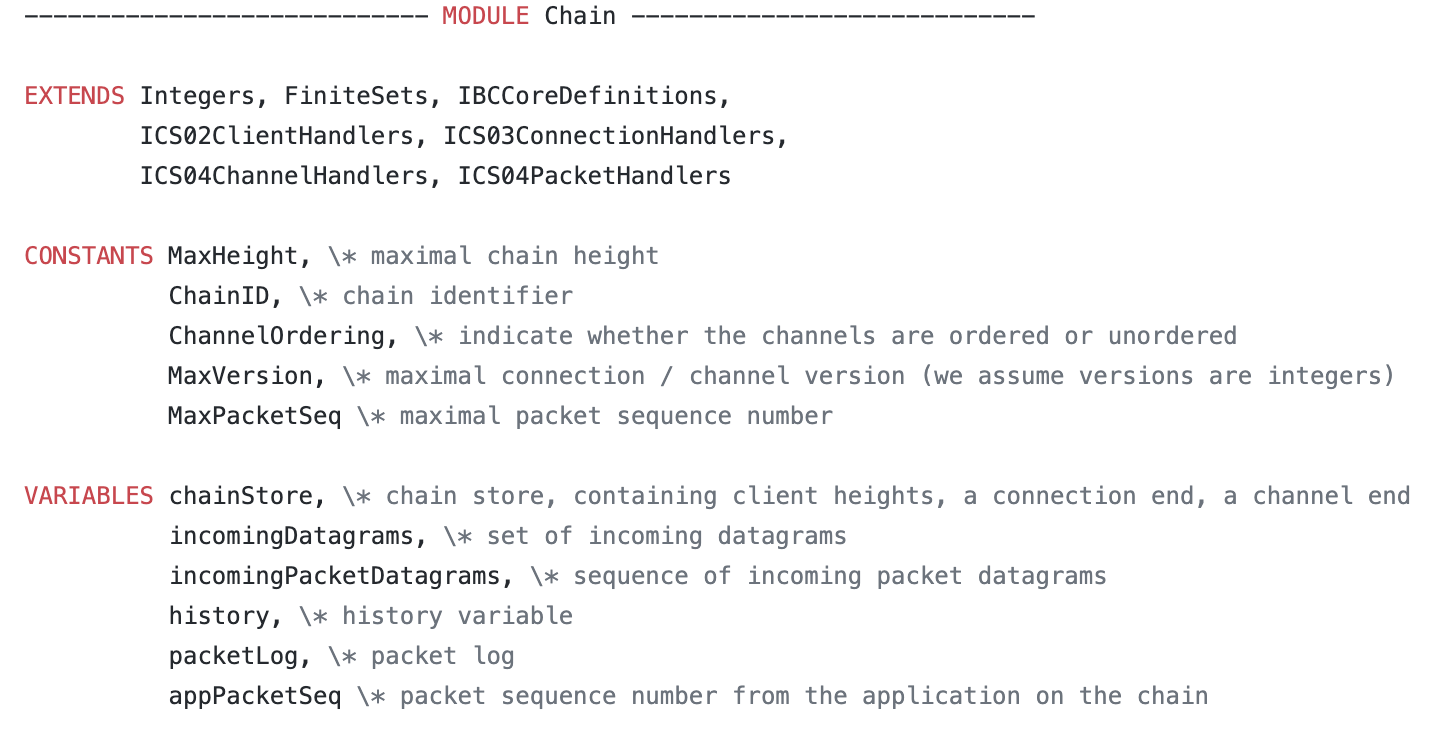 ---------------------------- MODULE Chain ----------------------------
EXTENDS Integers, FiniteSets, IBCCoreDefinitions,
ICS02ClientHandlers, ICS03ConnectionHandlers,
ICS04ChannelHandlers, ICS04PacketHandlers
CONSTANTS MaxHeight, \* maximal chain height
ChainID, \* chain identifier
ChannelOrdering, \* indicate whether the channels are ordered or unordered
MaxVersion, \* maximal connection / channel version (we assume versions are integers)
MaxPacketSeq \* maximal packet sequence number
VARIABLES chainStore, \* chain store, containing client heights, a connection end, a channel end
incomingDatagrams, \* set of incoming datagrams
incomingPacketDatagrams, \* sequence of incoming packet datagrams
history, \* history variable
packetLog, \* packet log
appPacketSeq \* packet sequence number from the application on the chain